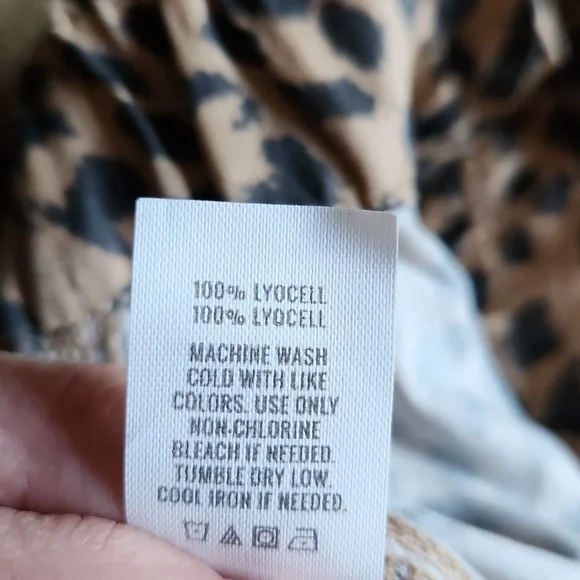 100% LYOCELL
100% LYOCELL
MACHINE WASH
COLD WITH LIKE
COLORS. USE ONLY
NON-CHLORINE
BLEACH IF NEEDED.
TUMBLE DRY LOW.
COOL IRON IF NEEDED.